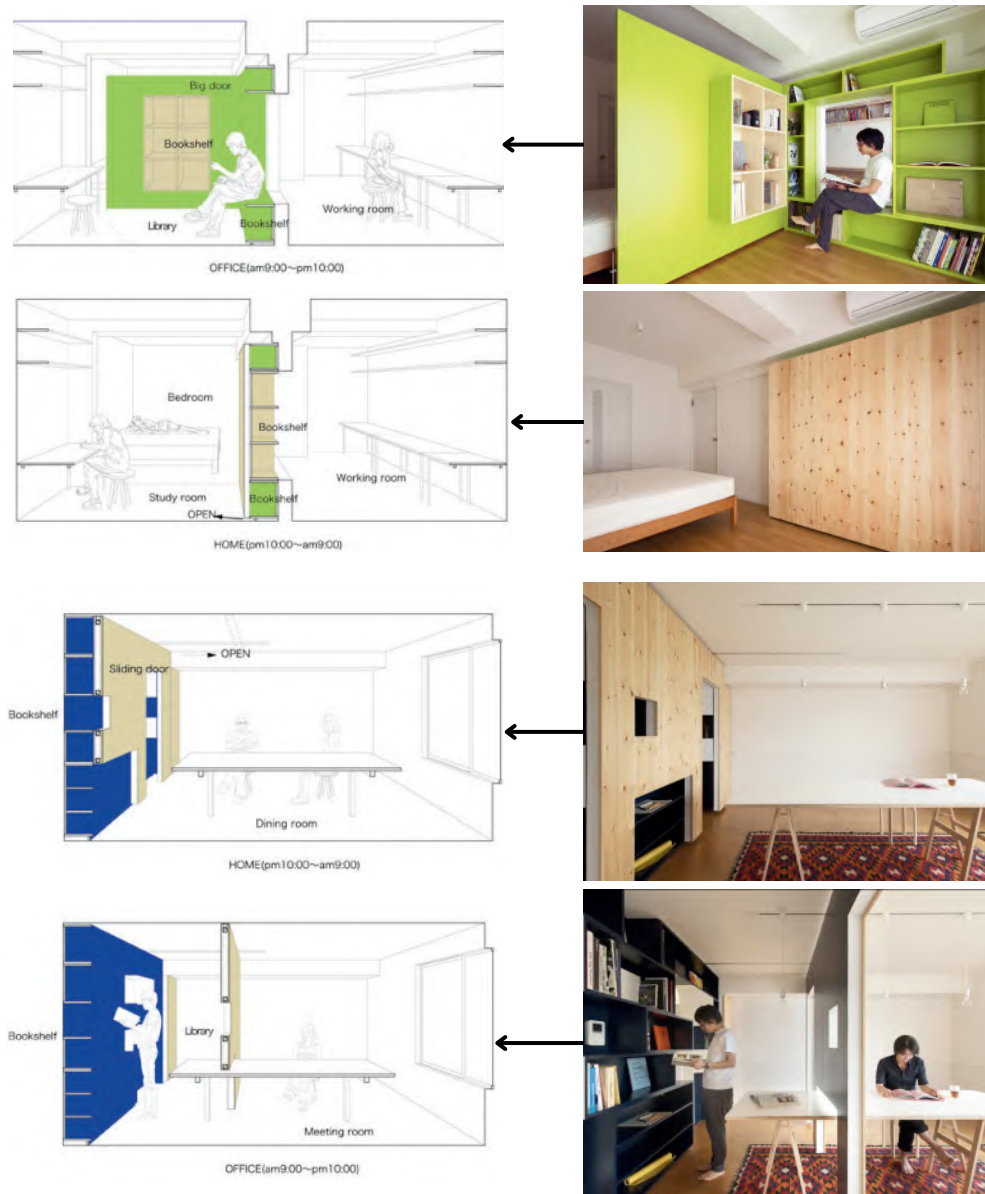 Big door
Bookshelf
Library
Bookshelf
Working room
OFFICE(am9:00～pm10:00)
Bedroom
Bookshelf
Working room
Study room
Bookshelf
OPEN
HOME(pm10:00～am9:00)
OPEN
Sliding door
Bookshelf
Dining room
HOME(pm10:00～am9:00)
Bookshelf
Library
Meeting room
OFFICE(am9:00～pm10:00)